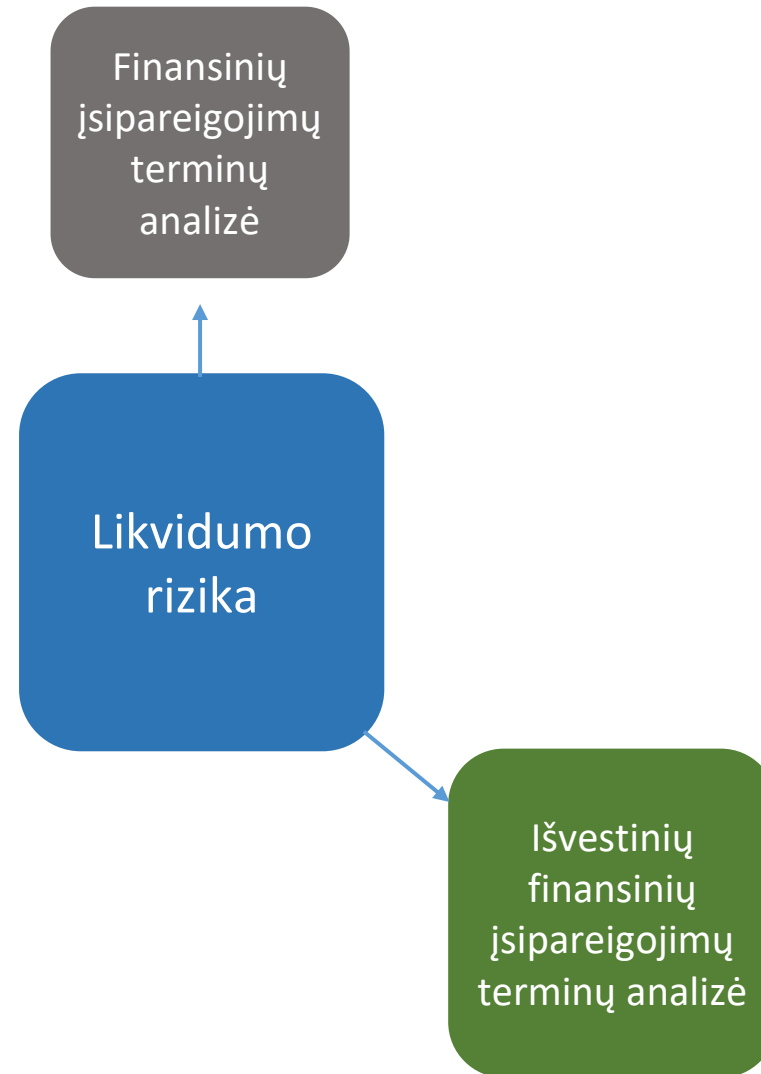 Finansinių
įsipareigojimų
terminų
analizė
Likvidumo
rizika
Išvestinių
finansinių
įsipareigojimų
terminų analizė